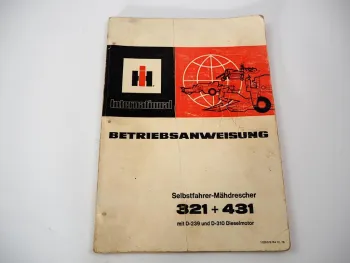 IH
international
BETRIEBSANWEISUNG
Selbstfahrer-Mähdrescher
321 + 431
mit D-239 und D-310 Dieselmotor